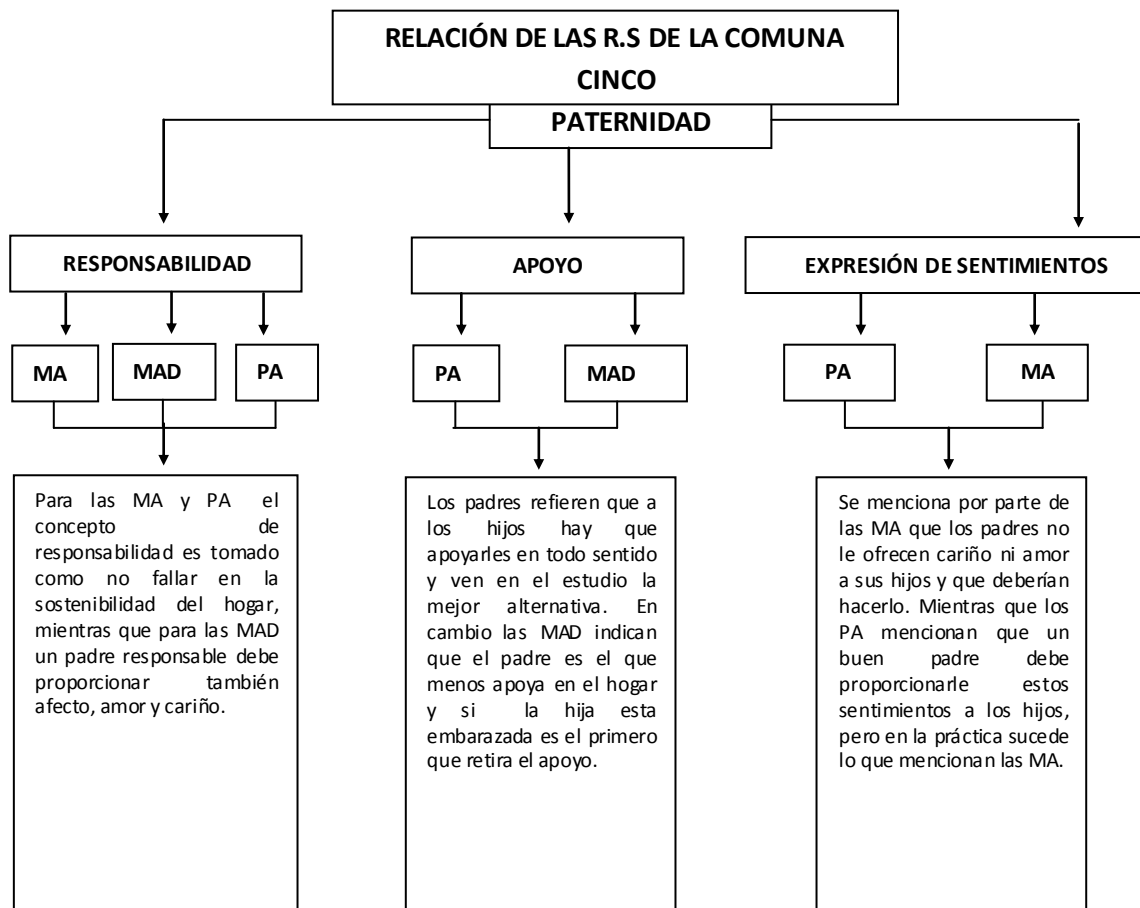 RELACIÓN DE LAS R.S DE LA COMUNA
CINCO
PATERNIDAD
RESPONSABILIDAD
MA
MAD
PA
Para las MA y PA el
concepto de
responsabilidad es tomado
como no fallar en la
sostenibilidad del hogar,
mientras que para las MAD
un padre responsable debe
proporcionar también
afecto, amor y cariño.
APOYO
PA
MAD
Los padres refieren que a
los hijos hay que
apoyarles en todo sentido
y ven en el estudio la
mejor alternativa. En
cambio las MAD indican
que el padre es el que
menos apoya en el hogar
y si la hija esta
embarazada es el primero
que retira el apoyo.
EXPRESIÓN DE SENTIMIENTOS
PA
MA
Se menciona por parte de
las MA que los padres no
le ofrecen cariño ni amor
a sus hijos y que deberían
hacerlo. Mientras que los
PA mencionan que un
buen padre debe
proporcionarle estos
sentimientos a los hijos,
pero en la práctica sucede
lo que mencionan las MA.